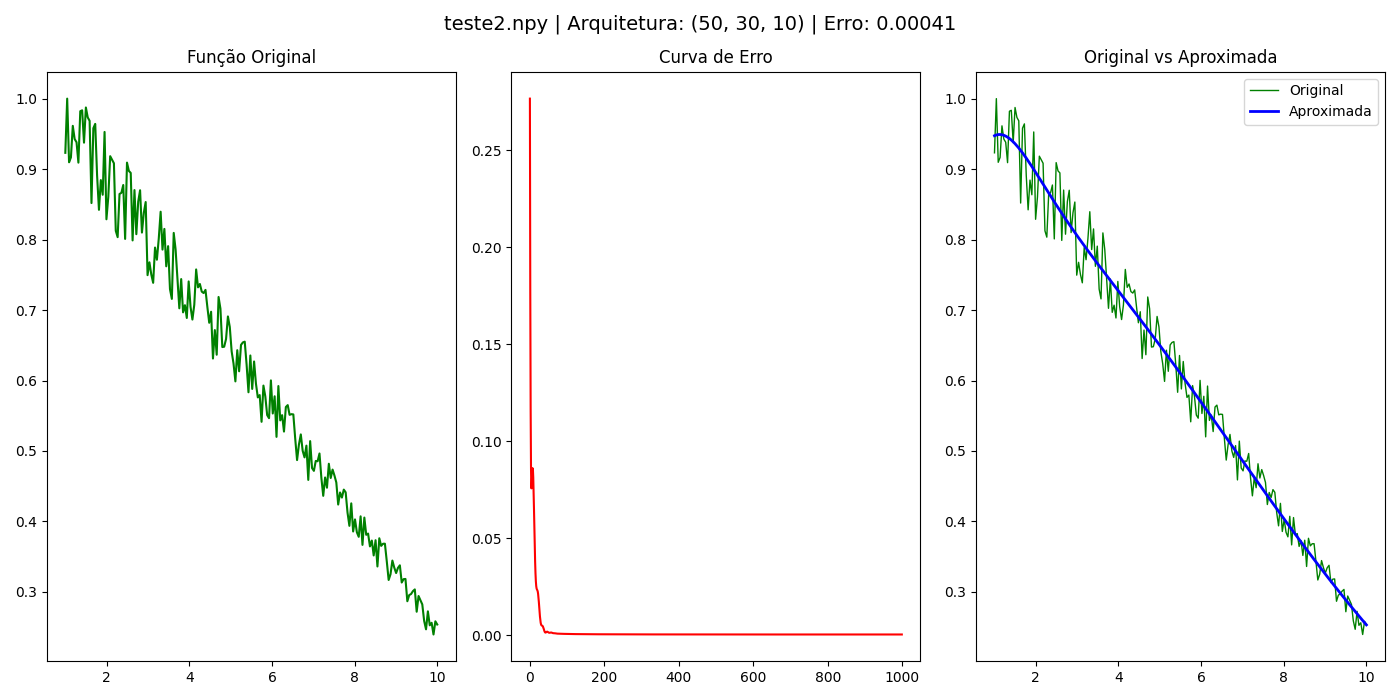 teste2.npy | Arquitetura: (50, 30, 10) | Erro: 0.00041
Função Original
1.0
0.9
0.8
0.7
0.6
0.5
0.4
0.3
2 4 6 8 10
Curva de Erro
0.25
0.20
0.15
0.10
0.05
0.00
0 200 400 600 800 1000
Original vs Aproximada
Original
Aproximada
1.0
0.9
0.8
0.7
0.6
0.5
0.4
0.3
2 4 6 8 10